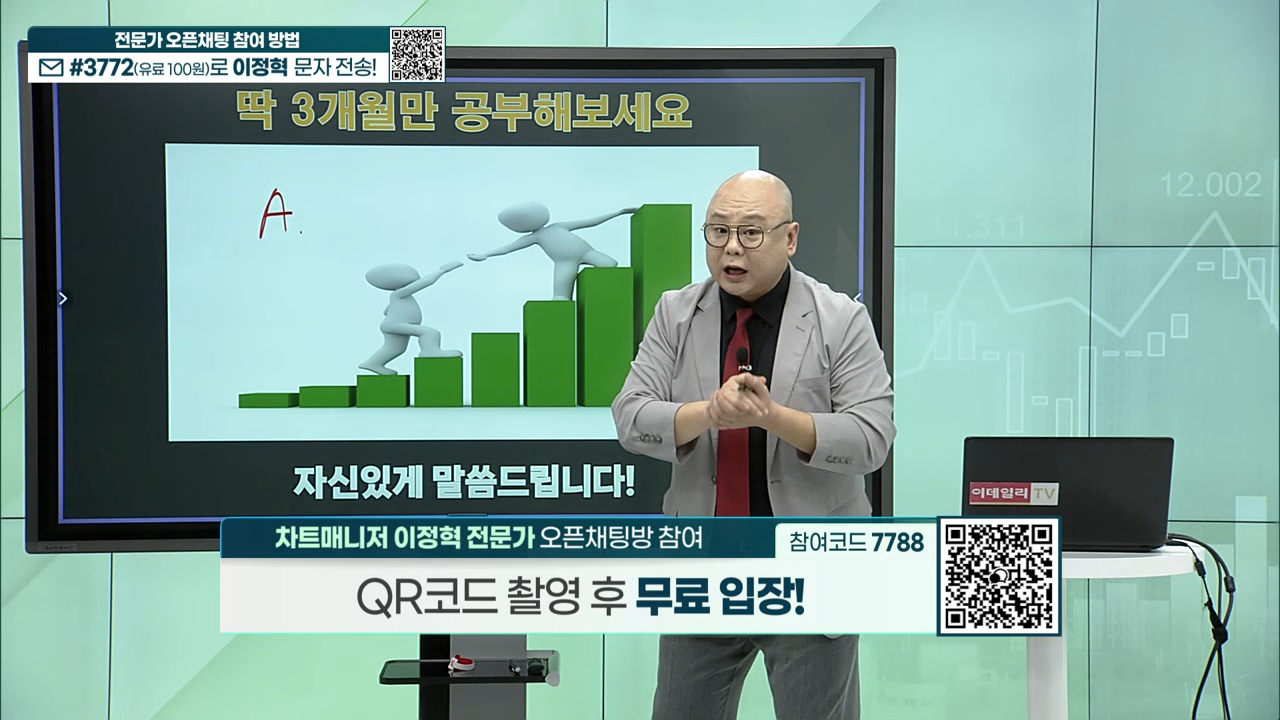 전문가 오픈채팅 참여 방법
#3772(유료 100원)로 이정혁 문자 전송!
딱 3개월만 공부해보세요
A.
12.002
11.311
자신있게 말씀드립니다!
이데일리 TV
차트매니저 이정혁 전문가 오픈채팅방 참여
참여코드 7788
QR코드 촬영 후 무료 입장!